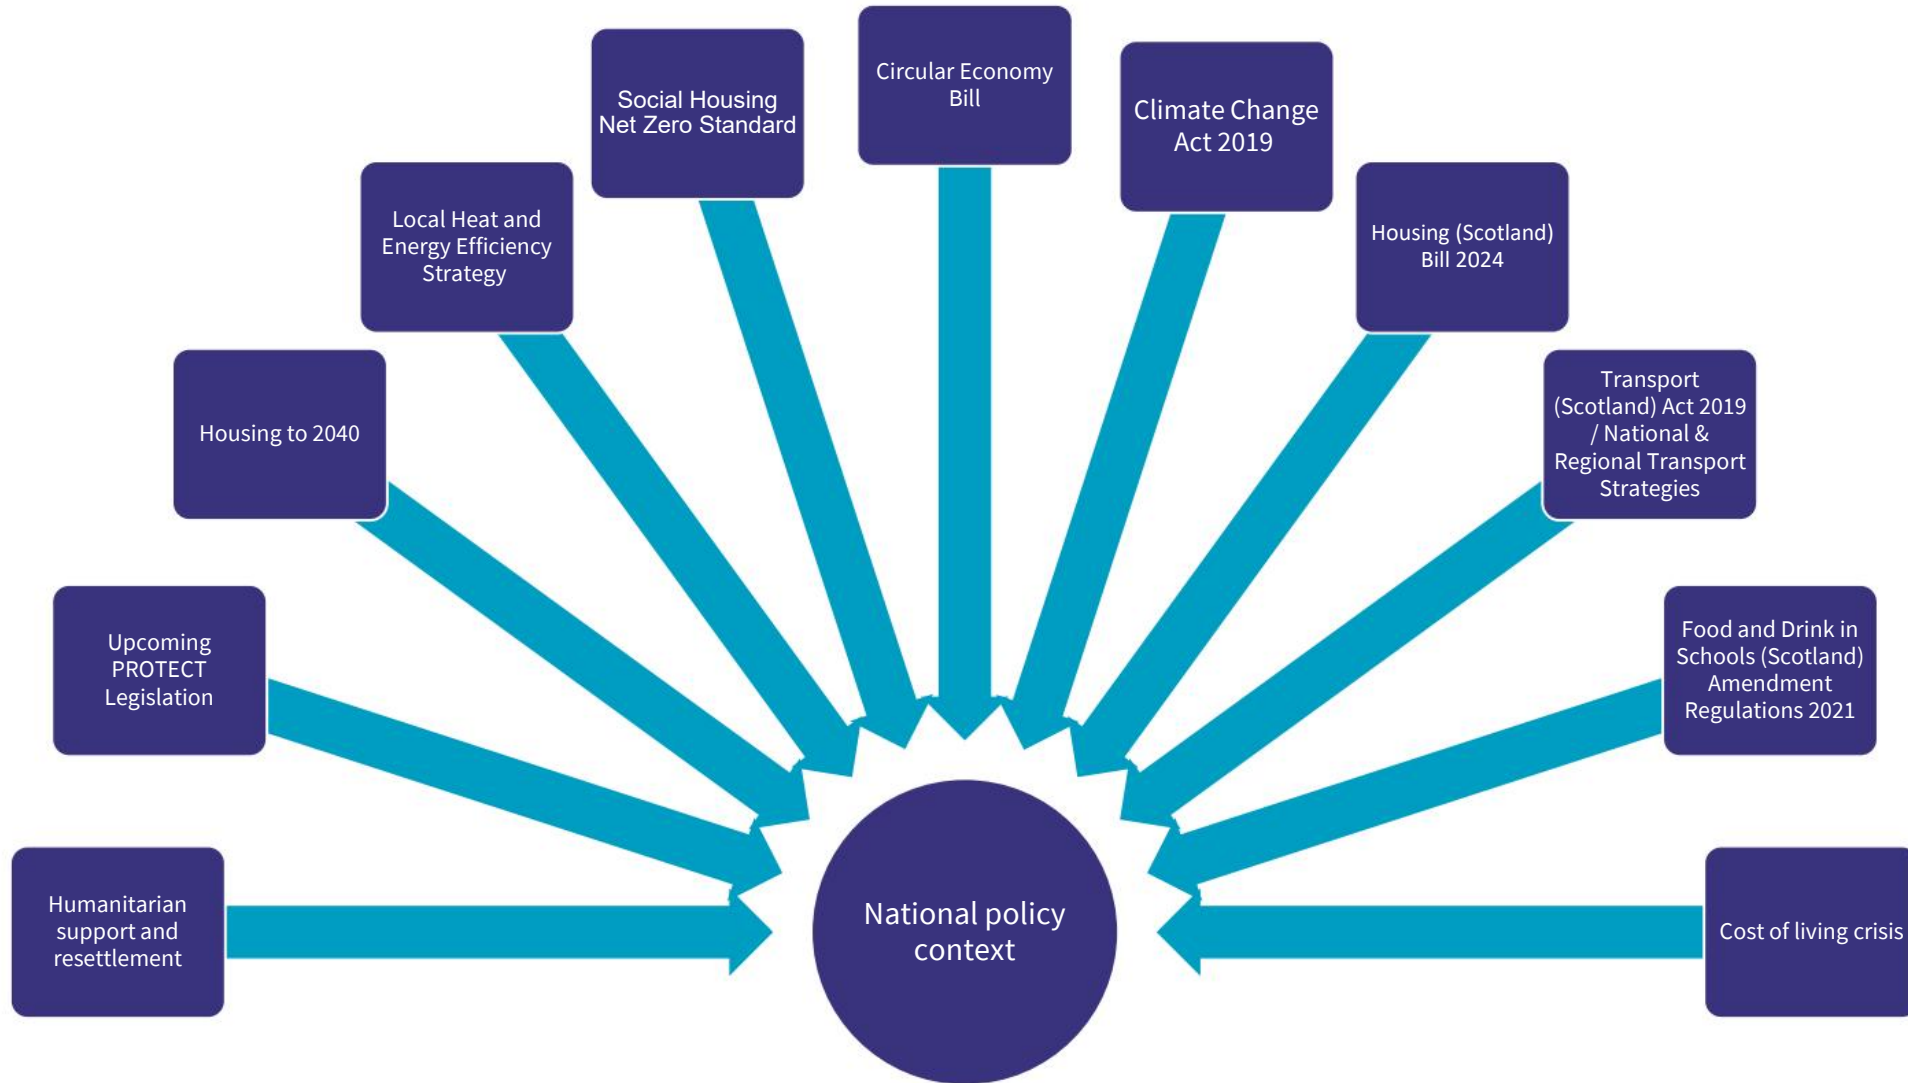 Circular Economy
Bill
Social Housing
Net Zero Standard
Climate Change
Act 2019
Local Heat and
Energy Efficiency
Strategy
Housing (Scotland)
Bill 2024
Housing to 2040
Transport
(Scotland) Act 2019
/ National &
Regional Transport
Strategies
Upcoming
PROTECT
Legislation
Food and Drink in
Schools (Scotland)
Amendment
Regulations 2021
Humanitarian
support and
resettlement
National policy
context
Cost of living crisis